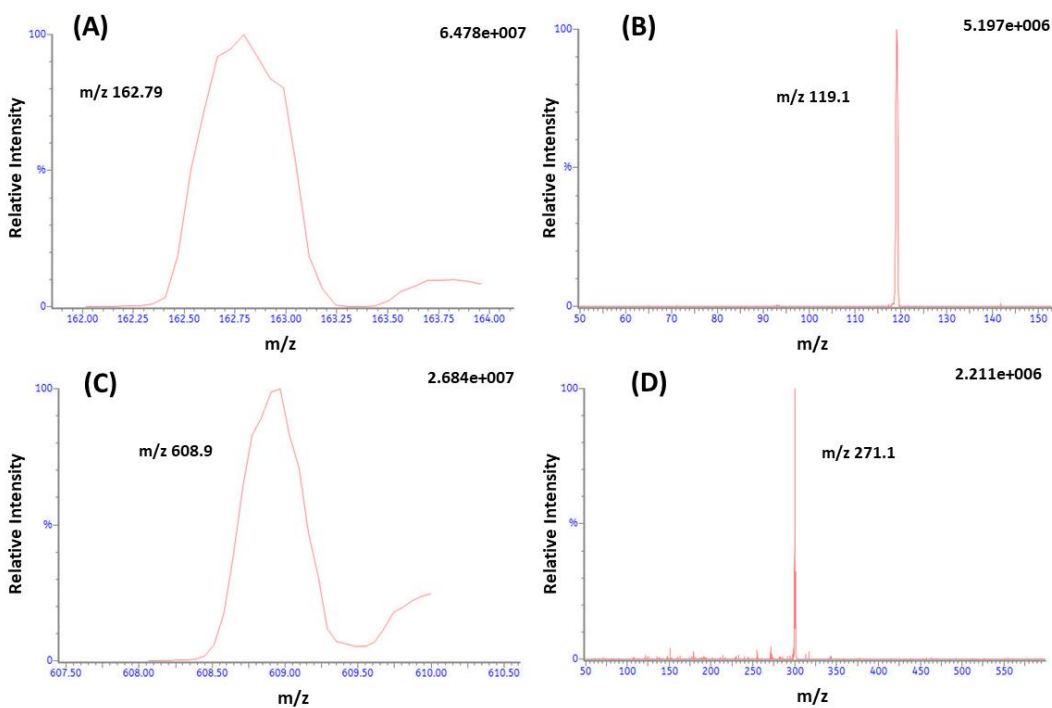 (A)
6.478e+007
100
m/z 162.79
%
0
Relative Intensity
162.00 162.25 162.50 162.75 163.00 163.25 163.50 163.75 164.00
m/z
(B)
5.197e+006
100
m/z 119.1
%
0
Relative Intensity
50 60 70 80 90 100 110 120 130 140 150
m/z
(C)
2.684e+007
100
m/z 608.9
%
0
Relative Intensity
607.50 608.00 608.50 609.00 609.50 610.00 610.50
m/z
(D)
2.211e+006
100
m/z 271.1
%
0
Relative Intensity
50 100 150 200 250 300 350 400 450 500 550
m/z